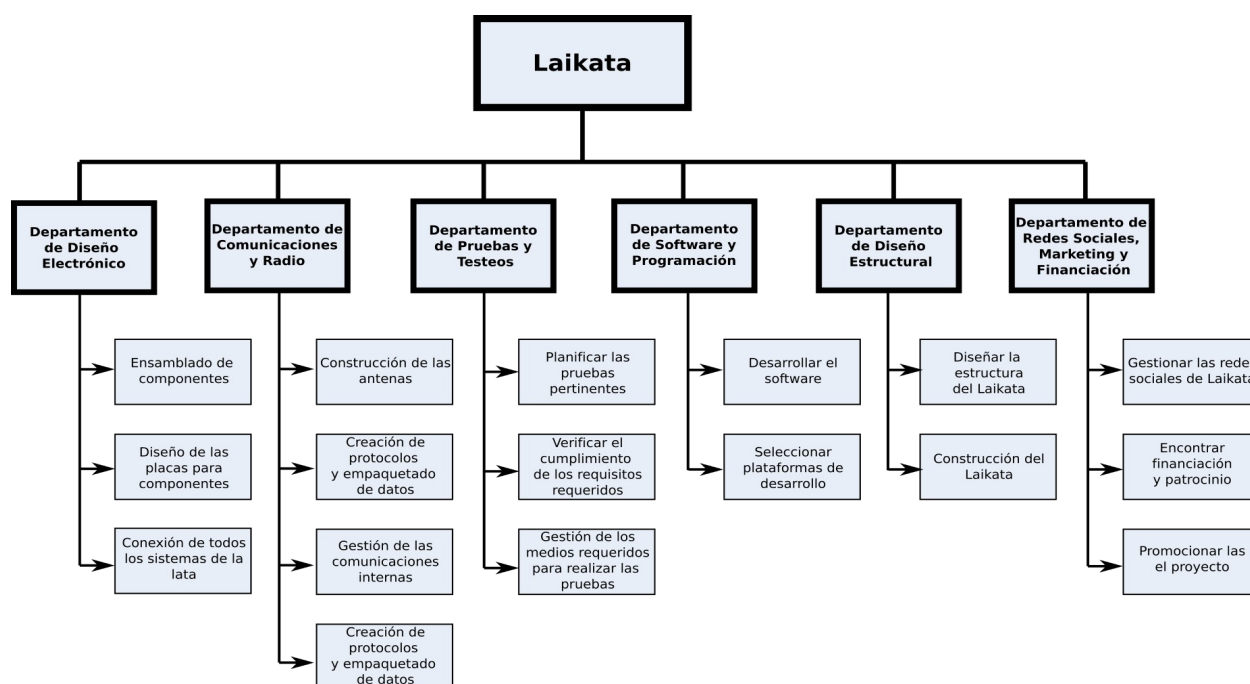 Laikata
Departamento
de Diseño
Electrónico
Departamento de
Comunicaciones
y Radio
Departamento
de Pruebas y
Testeos
Departamento
de Software y
Programación
Departamento
de Diseño
Estructural
Departamento de
Redes Sociales,
Marketing y
Financiación
Ensamblado de
componentes
Diseño de las
placas para
componentes
Conexión de todos
los sistemas de la
lata
Construcción de las
antenas
Creación de
protocolos
y empaquetado
de datos
Gestión de las
comunicaciones
internas
Creación de
protocolos
y empaquetado
de datos
Planificar las
pruebas
pertinentes
Verificar el
cumplimiento
de los requisitos
requeridos
Gestión de los
medios requeridos
para realizar las
pruebas
Desarrollar el
software
Seleccionar
plataformas de
desarrollo
Diseñar la
estructura
del Laikata
Construcción del
Laikata
Gestionar las redes
sociales de Laikata
Encontrar
financiación
y patrocinio
Promocionar las
el proyecto